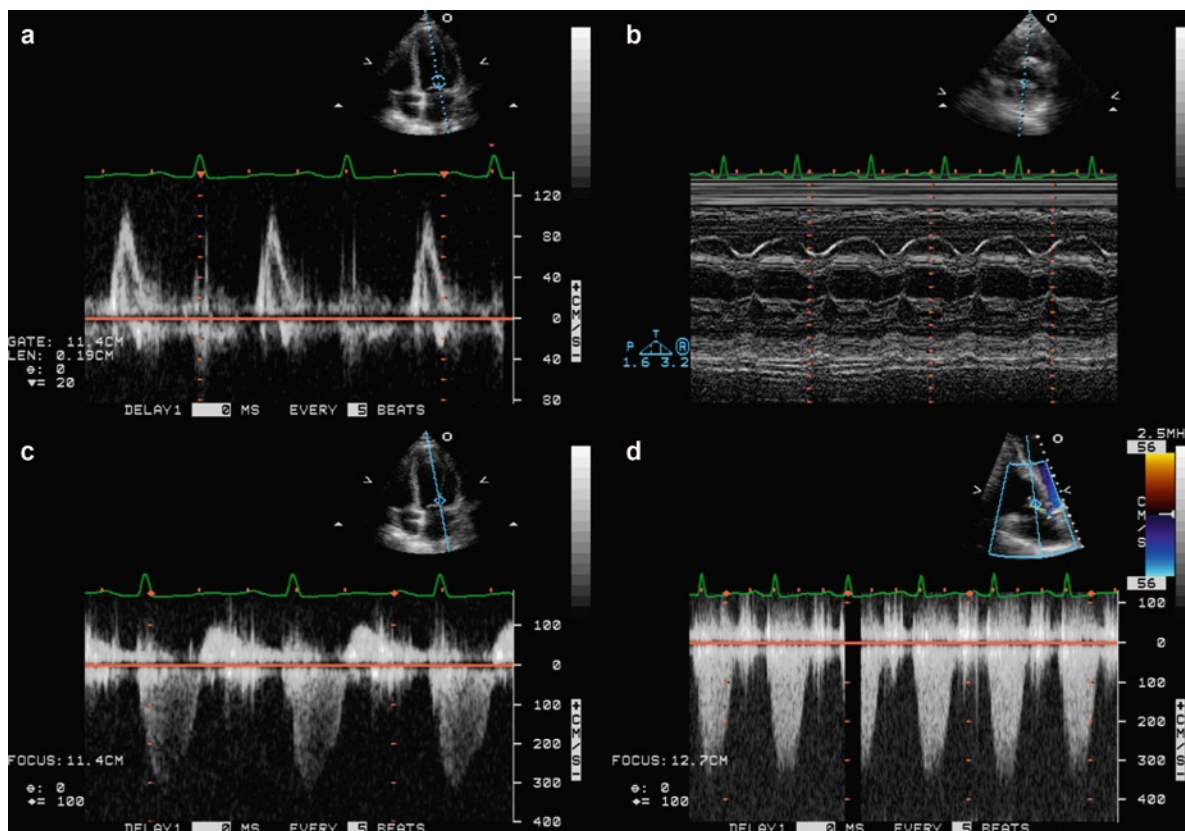 a
120
80
40
0
40
80
+CM/S-
GATE: 11.4CM
LEN: 0.19CM
⊖: 0
▼= 20
DELAY1 0 MS EVERY 5 BEATS
b
T
P R
1.6 3.2
c
100
0
100
200
300
400
+CM/S-
FOCUS:11.4CM
⊖: 0
◆= 100
DELAY1 0 MS EVERY 5 BEATS
d
2.5MH
56
CM/S
56
100
0
100
200
300
400
+CM/S-
FOCUS:12.7CM
⊖: 0
◆= 100
DELAY1 0 MS EVERY 5 BEATS